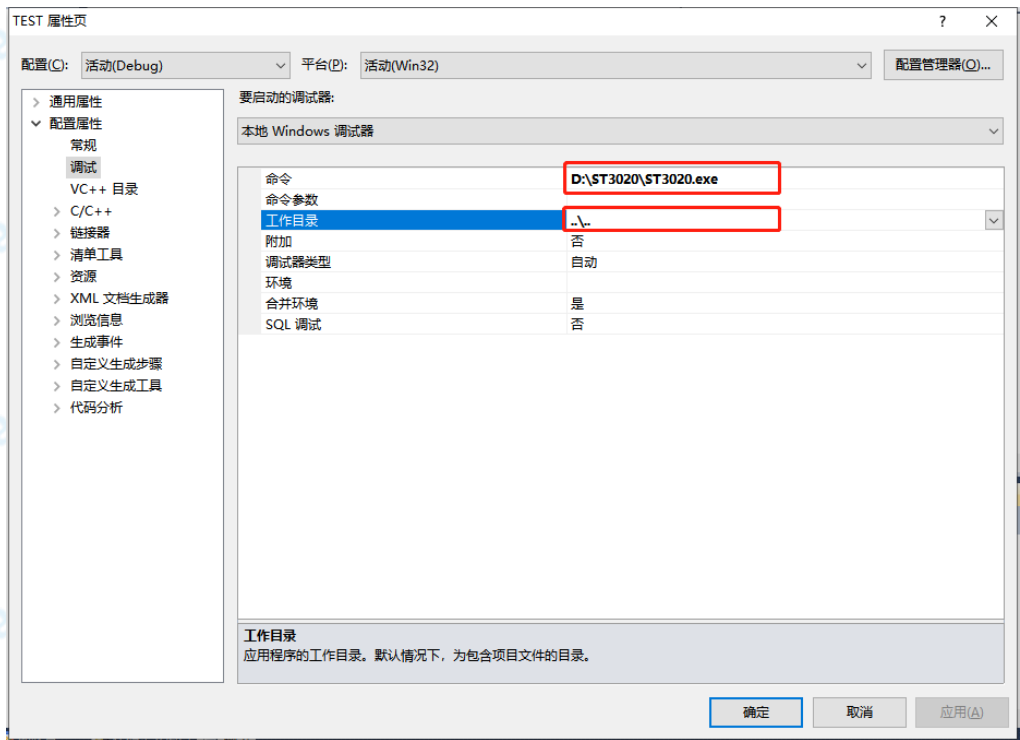 TEST 属性页
配置(C): 活动(Debug) 平台(P): 活动(Win32) 配置管理器(O)...
通用属性
配置属性
常规
调试
VC++ 目录
C/C++
链接器
清单工具
资源
XML 文档生成器
浏览信息
生成事件
自定义生成步骤
自定义生成工具
代码分析
要启动的调试器:
本地 Windows 调试器
命令 D:\ST3020\ST3020.exe
命令参数
工作目录 ..\..
附加 否
调试器类型 自动
环境
合并环境 是
SQL 调试 否
工作目录
应用程序的工作目录。默认情况下，为包含项目文件的目录。
确定 取消 应用(A)